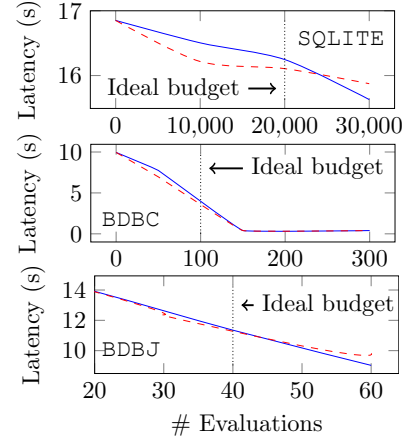 Latency (s)
17
16
SQLITE
Ideal budget
0
10,000
20,000
30,000
Latency (s)
10
5
0
Ideal budget
BDBC
0
100
200
300
Latency (s)
14
12
10
Ideal budget
BDBJ
20
30
40
50
60
# Evaluations